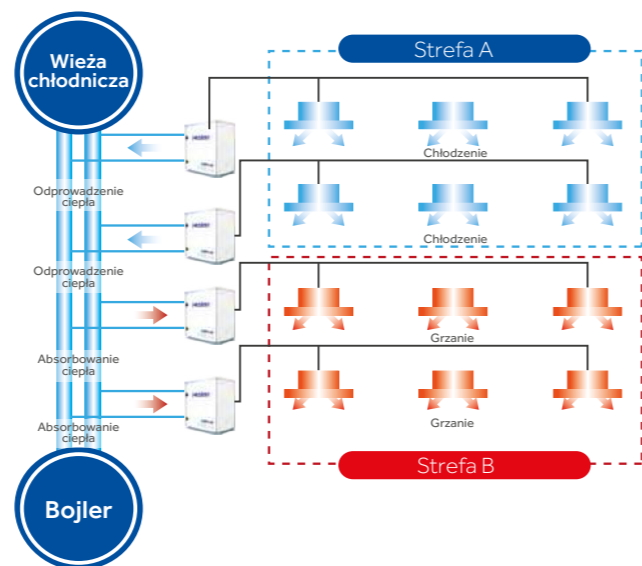 Wieża
chłodnicza
Strefa A
Chłodzenie
Odprowadzenie
ciepła
Chłodzenie
Odprowadzenie
ciepła
Grzanie
Absorbowanie
ciepła
Grzanie
Absorbowanie
ciepła
Strefa B
Bojler